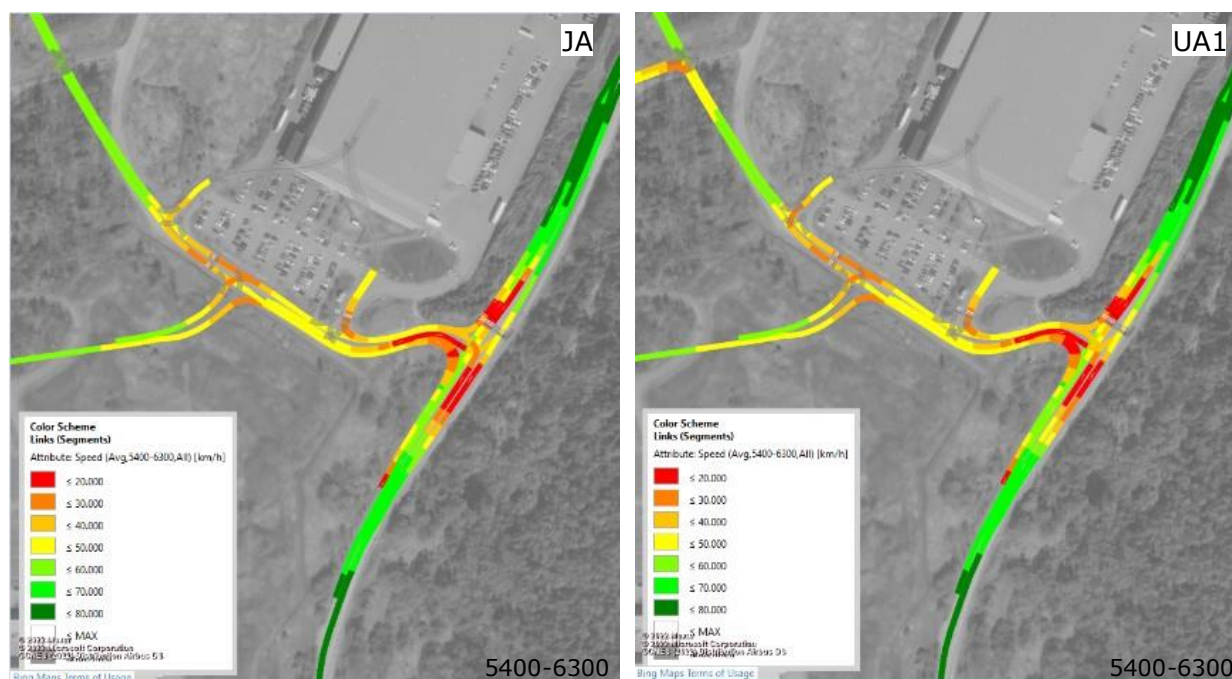 JA
Color Scheme
Links (Segments)
Attribute: Speed (Avg,5400-6300,All) [km/h]
≤ 20.000
≤ 30.000
≤ 40.000
≤ 50.000
≤ 60.000
≤ 70.000
≤ 80.000
≤ MAX
© 2022 Microsoft Corporation
Bing Maps Terms of Usage
5400-6300
UA1
Color Scheme
Links (Segments)
Attribute: Speed (Avg,5400-6300,All) [km/h]
≤ 20.000
≤ 30.000
≤ 40.000
≤ 50.000
≤ 60.000
≤ 70.000
≤ 80.000
≤ MAX
© 2022 Microsoft Corporation
Bing Maps Terms of Usage
5400-6300